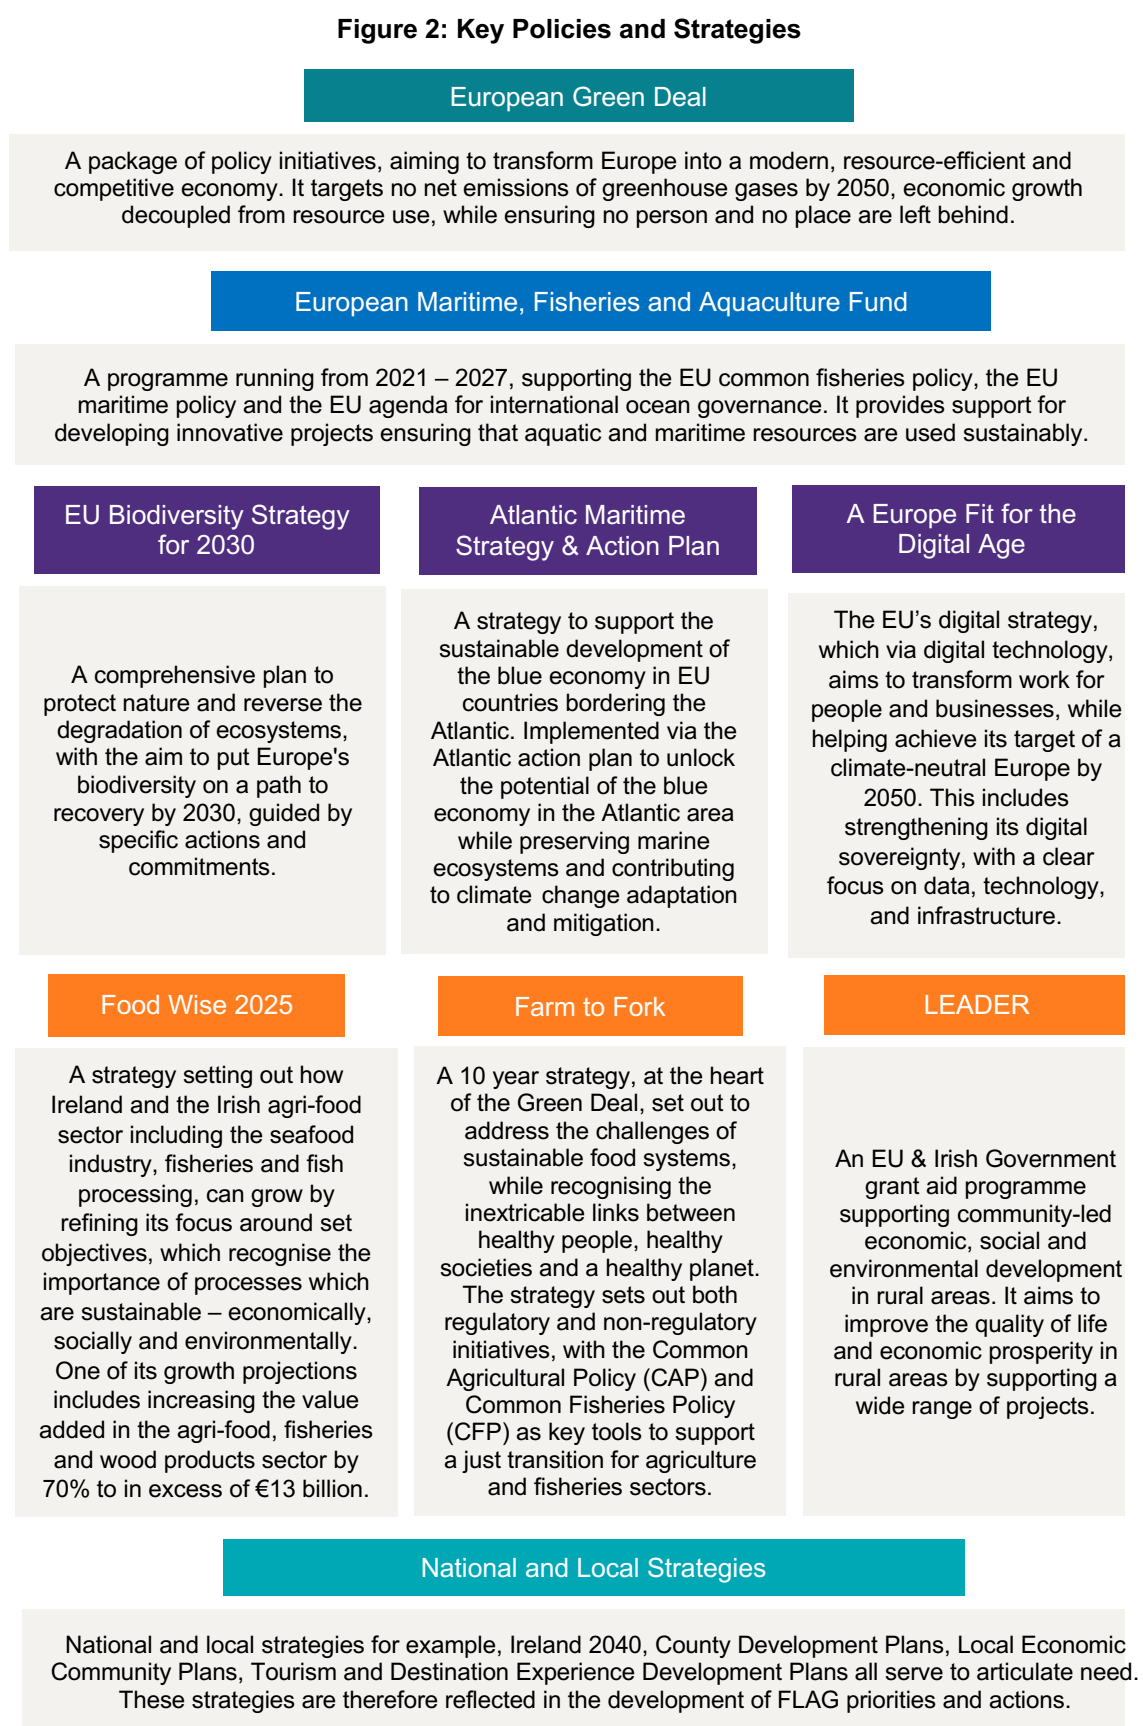 Figure 2: Key Policies and Strategies
European Green Deal
A package of policy initiatives, aiming to transform Europe into a modern, resource-efficient and
competitive economy. It targets no net emissions of greenhouse gases by 2050, economic growth
decoupled from resource use, while ensuring no person and no place are left behind.
European Maritime, Fisheries and Aquaculture Fund
A programme running from 2021 – 2027, supporting the EU common fisheries policy, the EU
maritime policy and the EU agenda for international ocean governance. It provides support for
developing innovative projects ensuring that aquatic and maritime resources are used sustainably.
EU Biodiversity Strategy
for 2030
A comprehensive plan to
protect nature and reverse the
degradation of ecosystems,
with the aim to put Europe's
biodiversity on a path to
recovery by 2030, guided by
specific actions and
commitments.
Atlantic Maritime
Strategy & Action Plan
A strategy to support the
sustainable development of
the blue economy in EU
countries bordering the
Atlantic. Implemented via the
Atlantic action plan to unlock
the potential of the blue
economy in the Atlantic area
while preserving marine
ecosystems and contributing
to climate change adaptation
and mitigation.
A Europe Fit for the
Digital Age
The EU’s digital strategy,
which via digital technology,
aims to transform work for
people and businesses, while
helping achieve its target of a
climate-neutral Europe by
2050. This includes
strengthening its digital
sovereignty, with a clear
focus on data, technology,
and infrastructure.
Food Wise 2025
A strategy setting out how
Ireland and the Irish agri-food
sector including the seafood
industry, fisheries and fish
processing, can grow by
refining its focus around set
objectives, which recognise the
importance of processes which
are sustainable – economically,
socially and environmentally.
One of its growth projections
includes increasing the value
added in the agri-food, fisheries
and wood products sector by
70% to in excess of €13 billion.
Farm to Fork
A 10 year strategy, at the heart
of the Green Deal, set out to
address the challenges of
sustainable food systems,
while recognising the
inextricable links between
healthy people, healthy
societies and a healthy planet.
The strategy sets out both
regulatory and non-regulatory
initiatives, with the Common
Agricultural Policy (CAP) and
Common Fisheries Policy
(CFP) as key tools to support
a just transition for agriculture
and fisheries sectors.
LEADER
An EU & Irish Government
grant aid programme
supporting community-led
economic, social and
environmental development
in rural areas. It aims to
improve the quality of life
and economic prosperity in
rural areas by supporting a
wide range of projects.
National and Local Strategies
National and local strategies for example, Ireland 2040, County Development Plans, Local Economic
Community Plans, Tourism and Destination Experience Development Plans all serve to articulate need.
These strategies are therefore reflected in the development of FLAG priorities and actions.